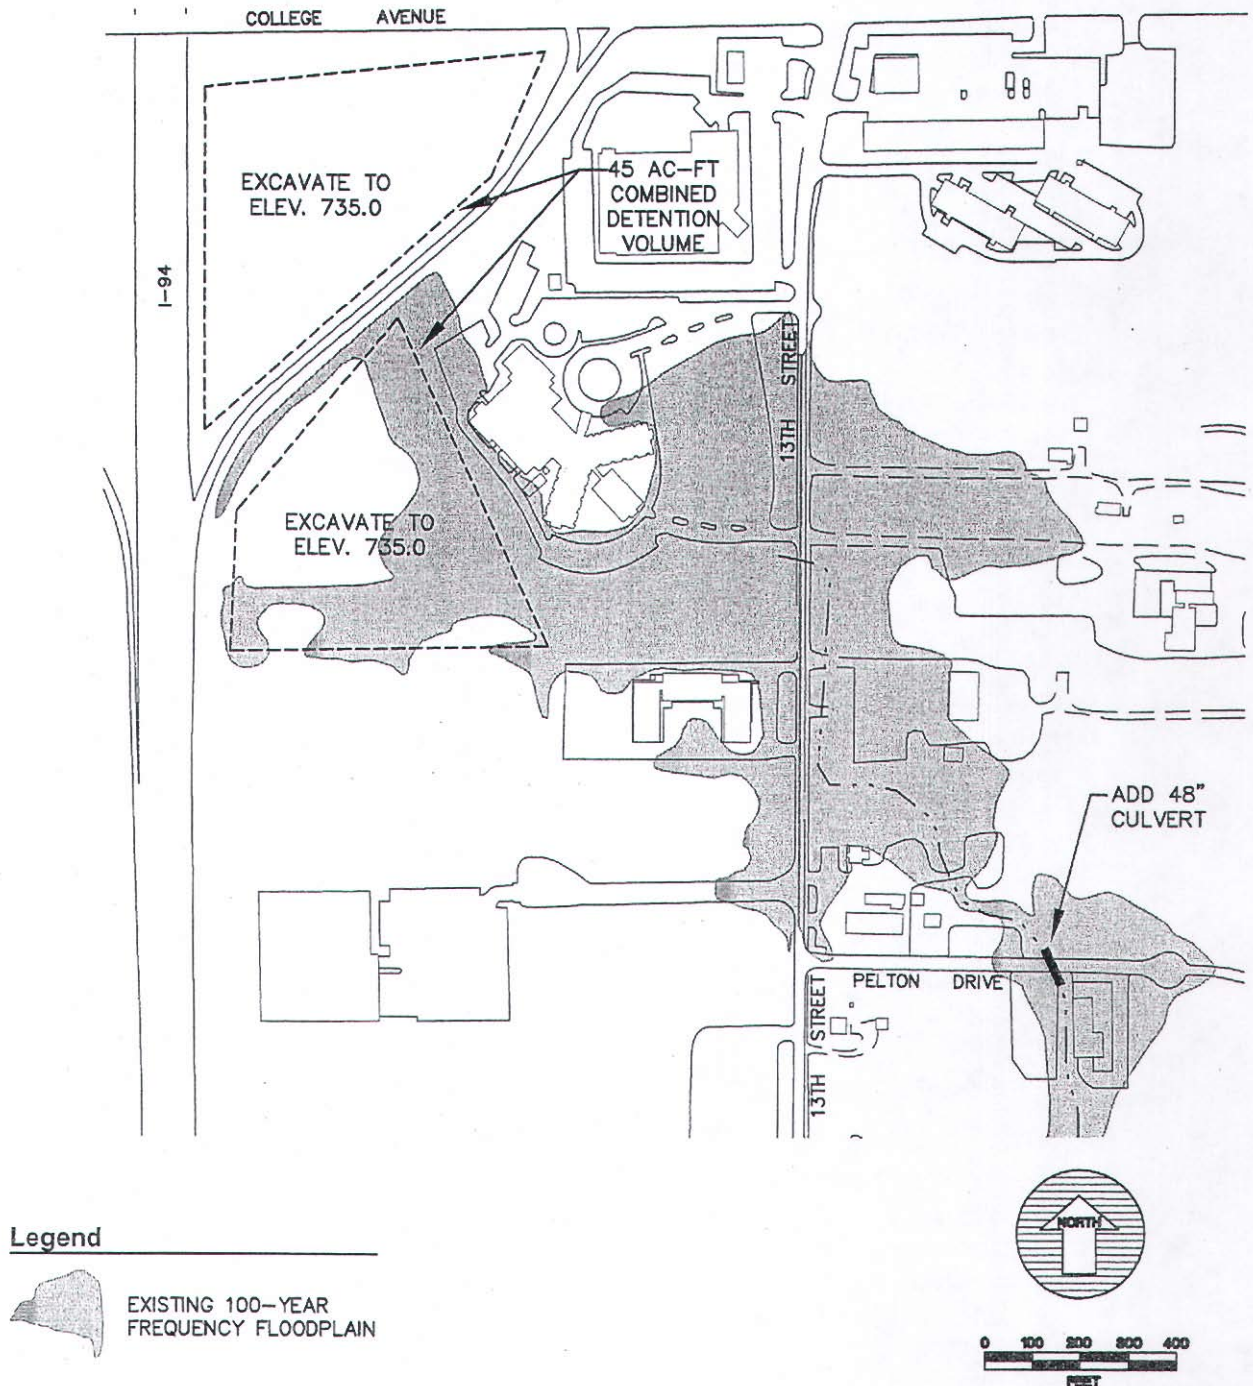 COLLEGE AVENUE
EXCAVATE TO
ELEV. 735.0
45 AC-FT
COMBINED
DETENTION
VOLUME
I-94
13TH STREET
EXCAVATE TO
ELEV. 735.0
ADD 48"
CULVERT
PELTON DRIVE
13TH STREET
NORTH
Legend
EXISTING 100-YEAR
FREQUENCY FLOODPLAIN
0 100 200 300 400
FEET